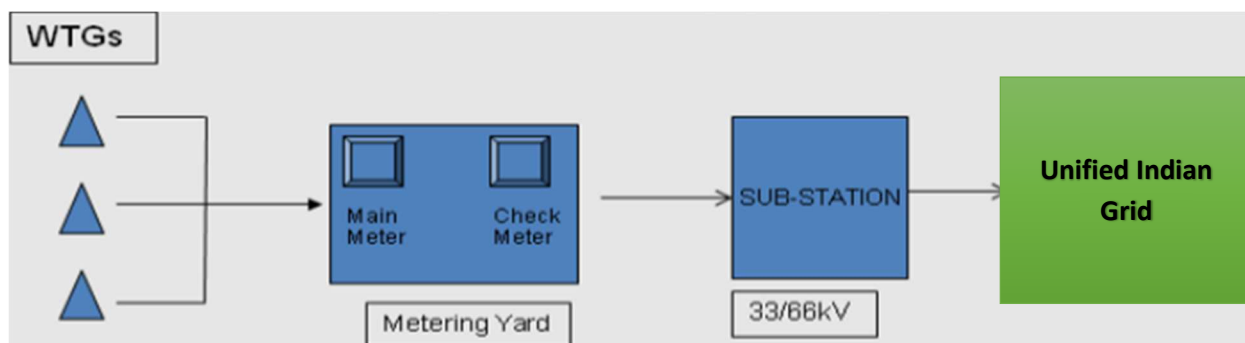 WTGs
Main
Meter
Check
Meter
Metering Yard
SUB-STATION
33/66kV
Unified Indian
Grid